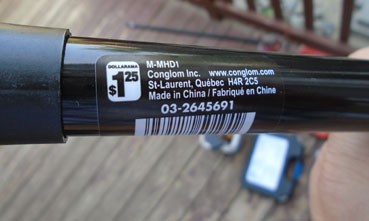 DOLLARAMA
$1.25
M-MHD1
Conglom Inc. www.conglom.com
St-Laurent, Québec H4R 2C5
Made in China / Fabriqué en Chine
03-2645691